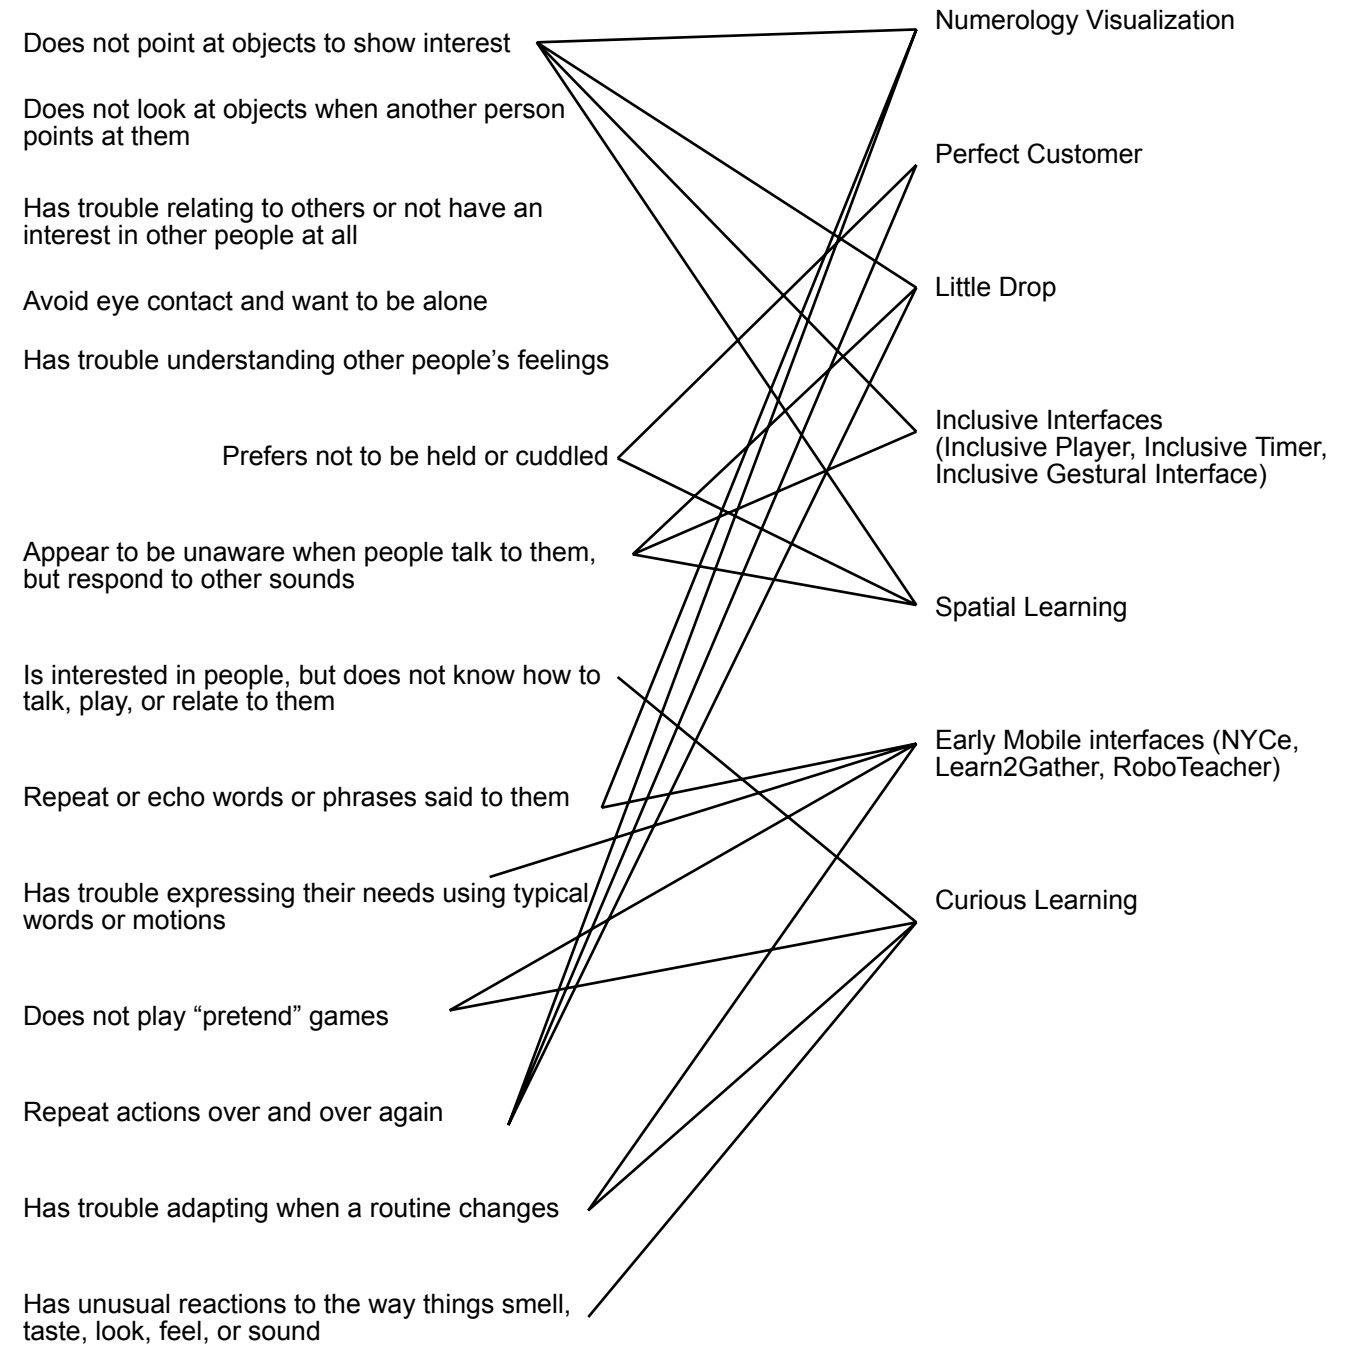 Does not point at objects to show interest
Does not look at objects when another person
points at them
Has trouble relating to others or not have an
interest in other people at all
Avoid eye contact and want to be alone
Has trouble understanding other people’s feelings
Prefers not to be held or cuddled
Appear to be unaware when people talk to them,
but respond to other sounds
Is interested in people, but does not know how to
talk, play, or relate to them
Repeat or echo words or phrases said to them
Has trouble expressing their needs using typical
words or motions
Does not play “pretend” games
Repeat actions over and over again
Has trouble adapting when a routine changes
Has unusual reactions to the way things smell,
taste, look, feel, or sound
Numerology Visualization
Perfect Customer
Little Drop
Inclusive Interfaces
(Inclusive Player, Inclusive Timer,
Inclusive Gestural Interface)
Spatial Learning
Early Mobile interfaces (NYCe,
Learn2Gather, RoboTeacher)
Curious Learning